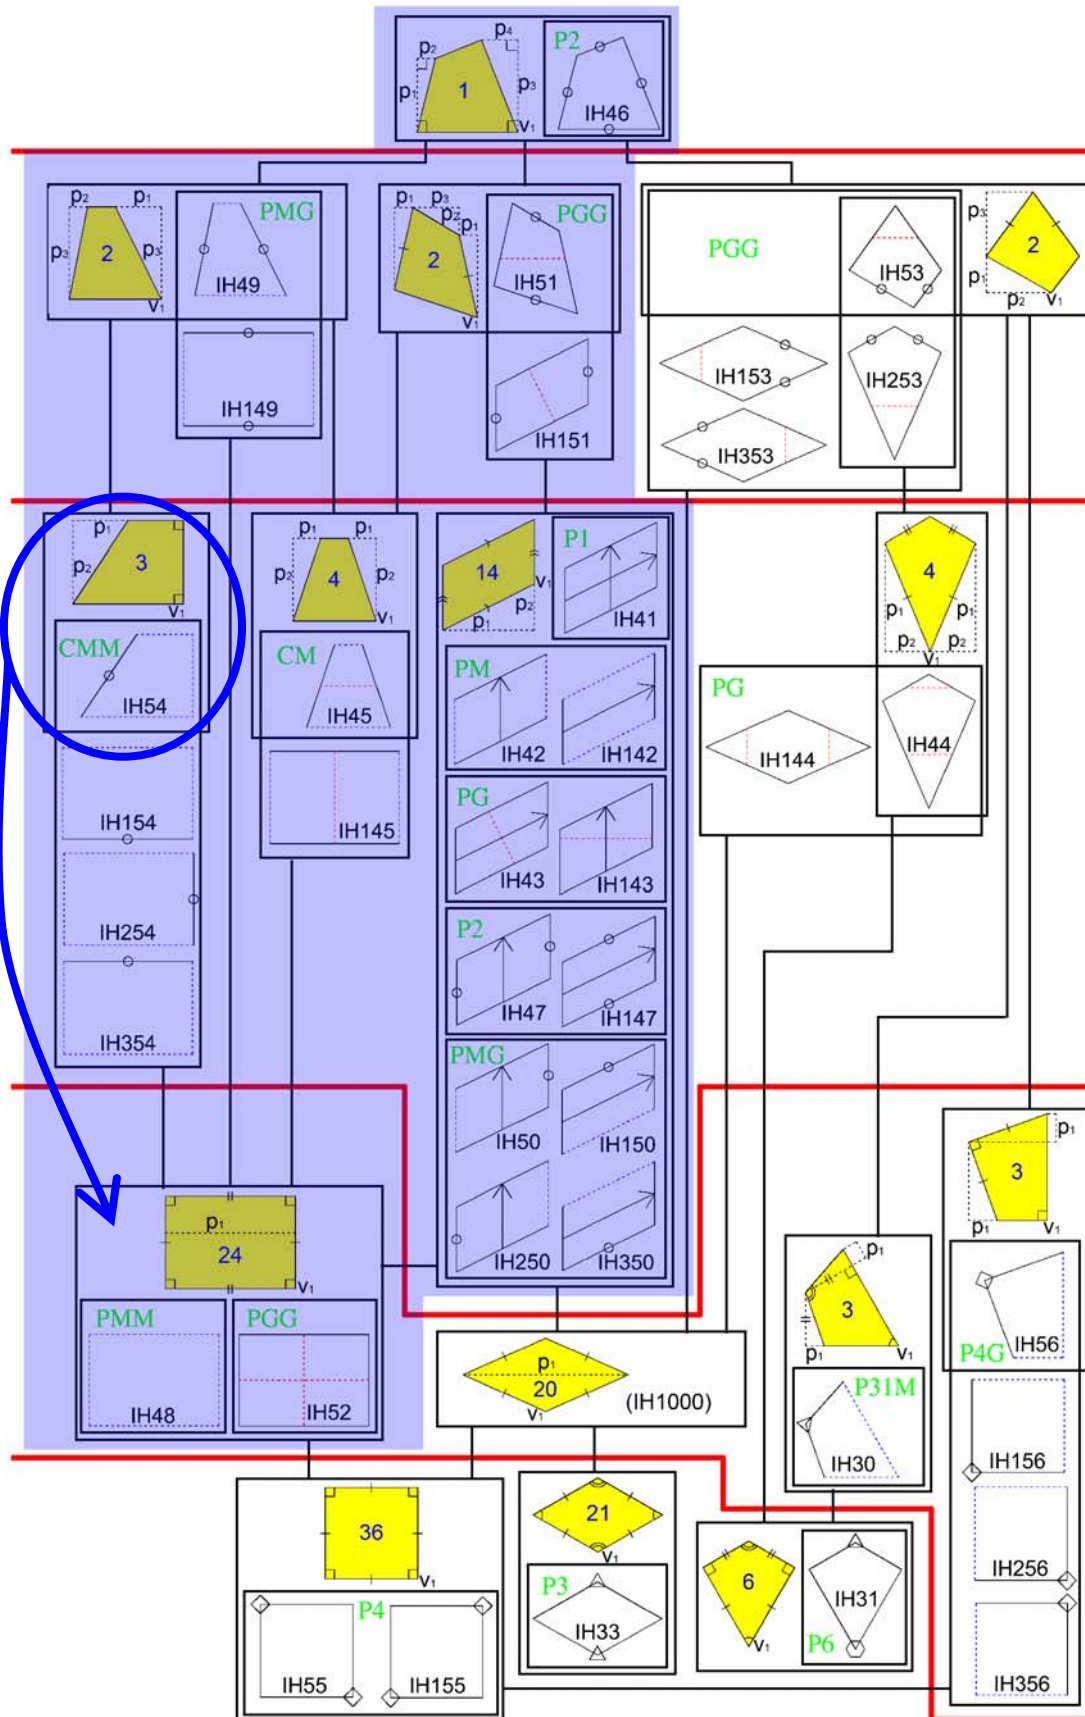 p2 p4
p1 1 p3
v1
P2
IH46
p2 p1
p3 2 p3
v1
PMG
IH49
IH149
p1 p3
p2 p1
2
v1
PGG
IH51
IH151
PGG
IH53
p3
p1 2
p2 v1
IH153
IH253
IH353
p1
p2 3
v1
CMM
IH54
IH154
IH254
IH354
p1 p1
p2 4 p2
v1
CM
IH45
IH145
14
v1
p1 p2
P1
IH41
PM
IH42
IH142
PG
IH43
IH143
P2
IH47
IH147
PMG
IH50
IH150
IH250
IH350
4
p1 p1
p2 p2
v1
PG
IH144
IH44
p1
24
v1
PMM
IH48
PGG
IH52
p1
20
v1
(IH1000)
p1
3
p1 v1
P31M
IH30
p1
3
p1 v1
IH56
P4G
IH156
IH256
IH356
36
v1
P4
IH55
IH155
21
v1
P3
IH33
6
v1
IH31
P6